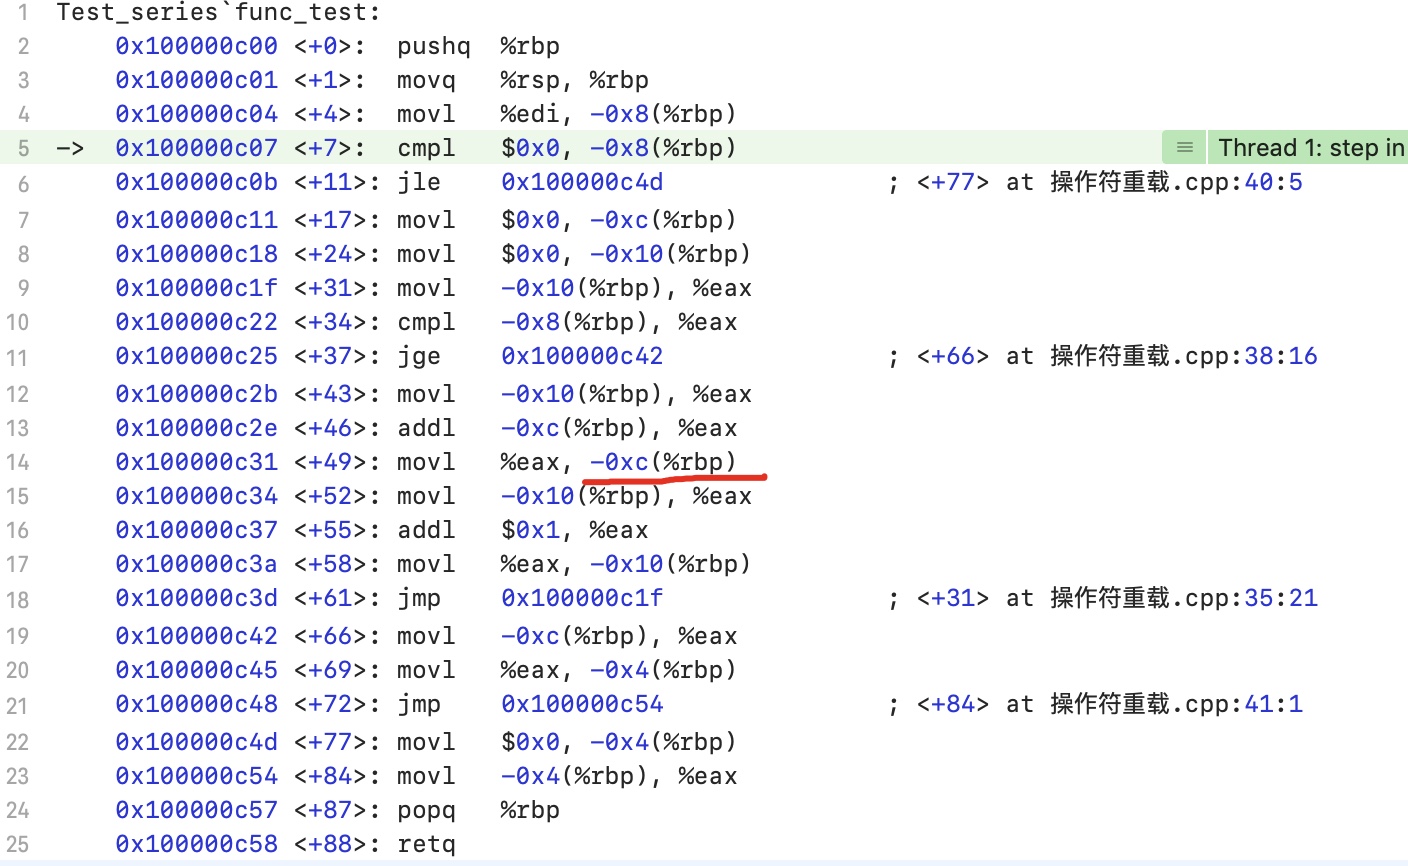 1 Test_series`func_test:
2 0x100000c00 <+0>: pushq %rbp
3 0x100000c01 <+1>: movq %rsp, %rbp
4 0x100000c04 <+4>: movl %edi, -0x8(%rbp)
5 -> 0x100000c07 <+7>: cmpl $0x0, -0x8(%rbp) Thread 1: step in
6 0x100000c0b <+11>: jle 0x100000c4d ; <+77> at 操作符重载.cpp:40:5
7 0x100000c11 <+17>: movl $0x0, -0xc(%rbp)
8 0x100000c18 <+24>: movl $0x0, -0x10(%rbp)
9 0x100000c1f <+31>: movl -0x10(%rbp), %eax
10 0x100000c22 <+34>: cmpl -0x8(%rbp), %eax
11 0x100000c25 <+37>: jge 0x100000c42 ; <+66> at 操作符重载.cpp:38:16
12 0x100000c2b <+43>: movl -0x10(%rbp), %eax
13 0x100000c2e <+46>: addl -0xc(%rbp), %eax
14 0x100000c31 <+49>: movl %eax, -0xc(%rbp)
15 0x100000c34 <+52>: movl -0x10(%rbp), %eax
16 0x100000c37 <+55>: addl $0x1, %eax
17 0x100000c3a <+58>: movl %eax, -0x10(%rbp)
18 0x100000c3d <+61>: jmp 0x100000c1f ; <+31> at 操作符重载.cpp:35:21
19 0x100000c42 <+66>: movl -0xc(%rbp), %eax
20 0x100000c45 <+69>: movl %eax, -0x4(%rbp)
21 0x100000c48 <+72>: jmp 0x100000c54 ; <+84> at 操作符重载.cpp:41:1
22 0x100000c4d <+77>: movl $0x0, -0x4(%rbp)
23 0x100000c54 <+84>: movl -0x4(%rbp), %eax
24 0x100000c57 <+87>: popq %rbp
25 0x100000c58 <+88>: retq